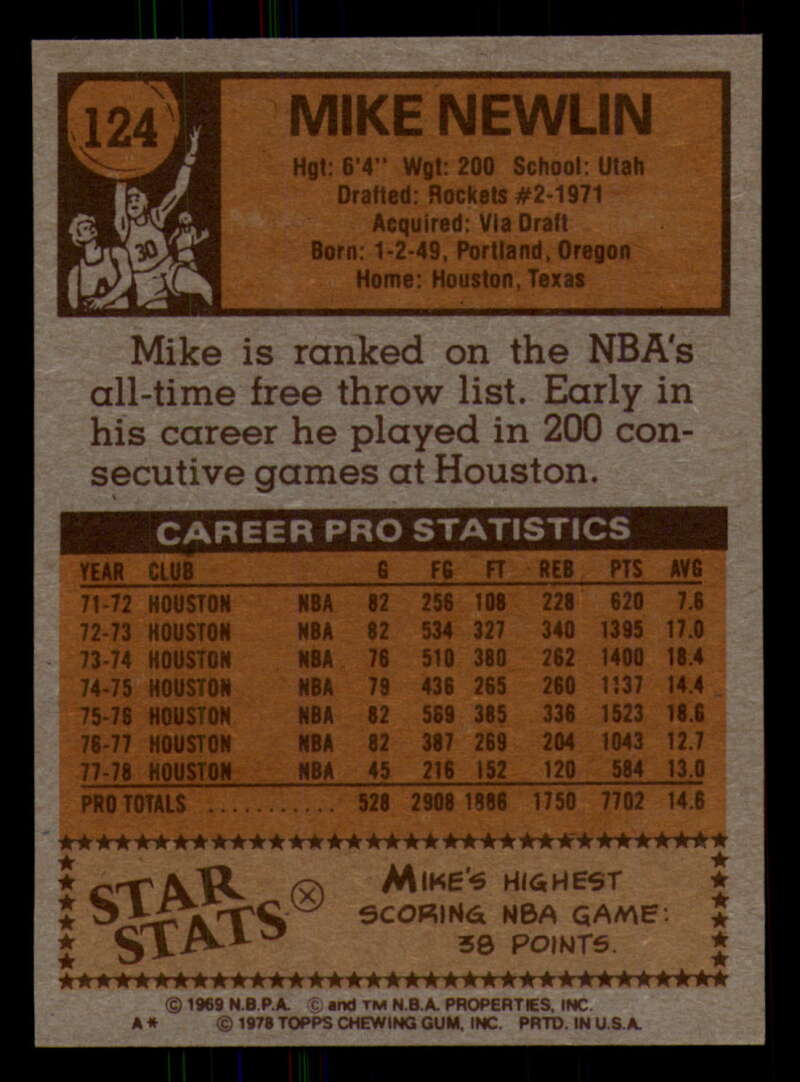 124
30
MIKE NEWLIN
Hgt: 6'4" Wgt: 200 School: Utah
Drafted: Rockets #2-1971
Acquired: Via Draft
Born: 1-2-49, Portland, Oregon
Home: Houston, Texas
Mike is ranked on the NBA's
all-time free throw list. Early in
his career he played in 200 con-
secutive games at Houston.
CAREER PRO STATISTICS
YEAR CLUB G FG FT REB PTS AVG
71-72 HOUSTON NBA 82 256 108 228 620 7.6
72-73 HOUSTON NBA 82 534 327 340 1395 17.0
73-74 HOUSTON NBA 76 510 380 262 1400 18.4
74-75 HOUSTON NBA 79 436 265 260 1137 14.4
75-76 HOUSTON NBA 82 569 385 336 1523 18.6
76-77 HOUSTON NBA 82 387 269 204 1043 12.7
77-78 HOUSTON NBA 45 216 152 120 584 13.0
PRO TOTALS ............ 528 2908 1886 1750 7702 14.6
STAR
STATS
MIKE'S HIGHEST
SCORING NBA GAME:
38 POINTS.
© 1969 N.B.P.A. © and TM N.B.A. PROPERTIES, INC.
A* © 1978 TOPPS CHEWING GUM, INC. PRTD. IN U.S.A.